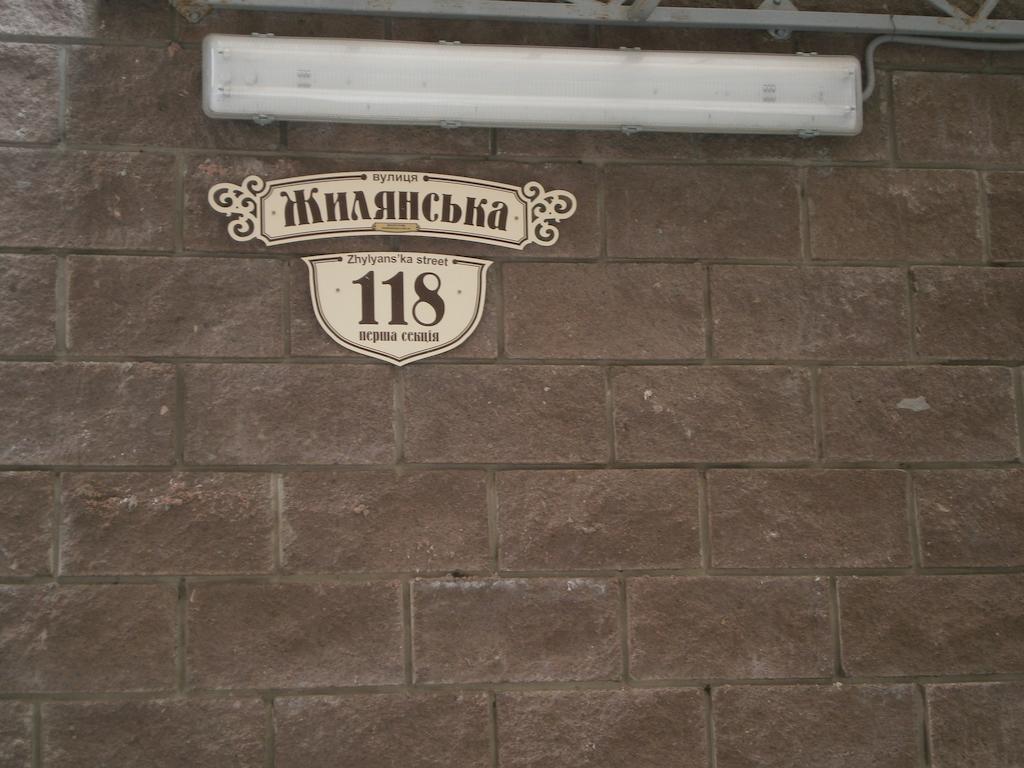 вулиця
Жилянська
Zhylyans'ka street
118
перша секція